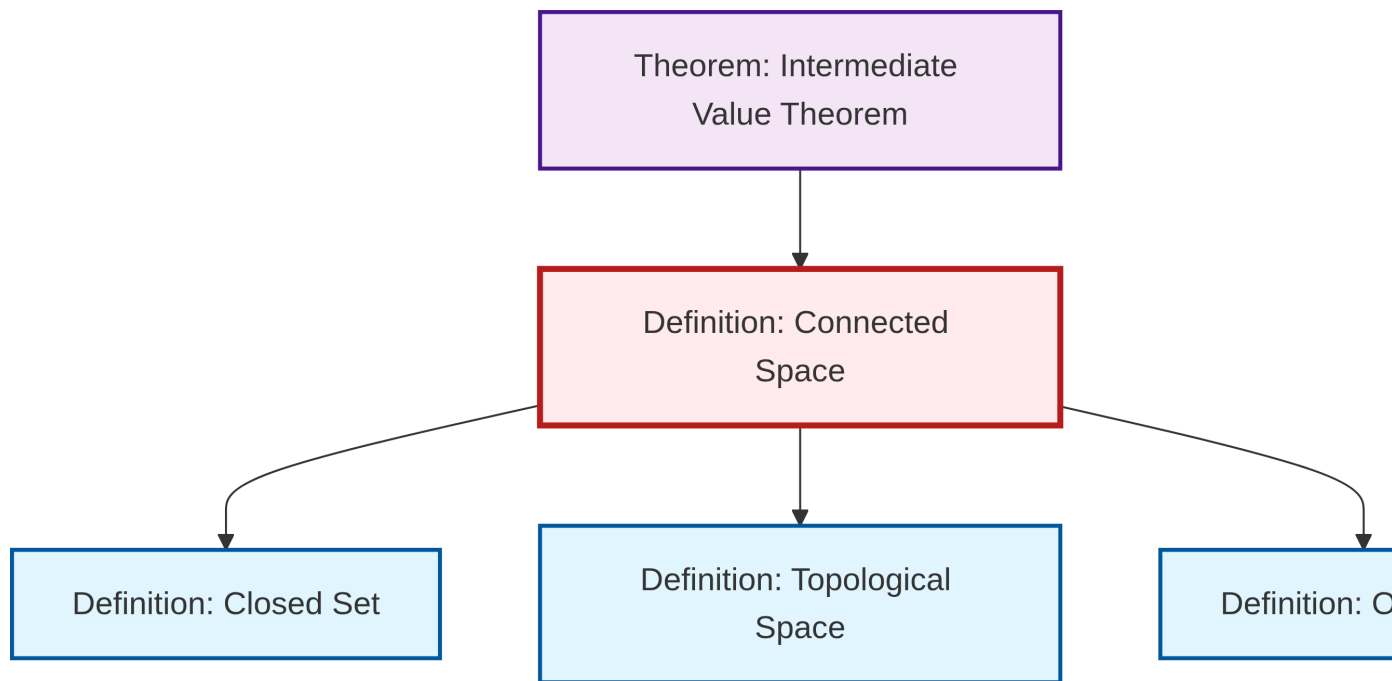 Theorem: Intermediate
Value Theorem
Definition: Connected
Space
Definition: Closed Set
Definition: Topological
Space
Definition: